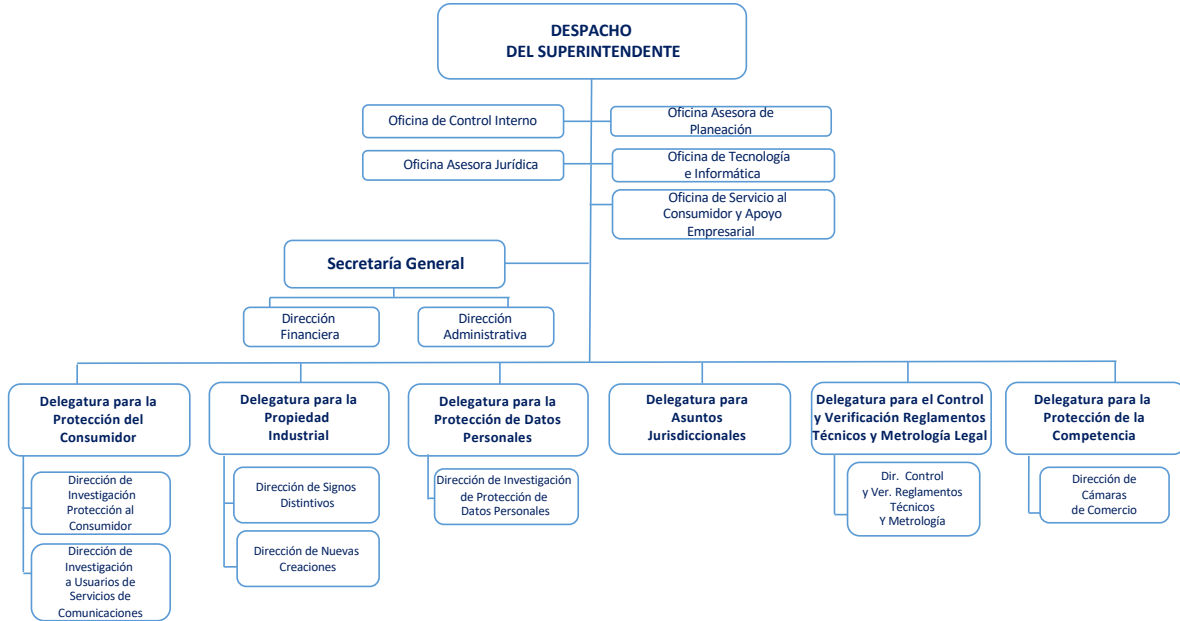 DESPACHO
DEL SUPERINTENDENTE
Oficina de Control Interno
Oficina Asesora de
Planeación
Oficina Asesora Jurídica
Oficina de Tecnología
e Informática
Oficina de Servicio al
Consumidor y Apoyo
Empresarial
Secretaría General
Dirección
Financiera
Dirección
Administrativa
Delegatura para la
Protección del
Consumidor
Delegatura para la
Propiedad
Industrial
Delegatura para la
Protección de Datos
Personales
Delegatura para
Asuntos
Jurisdiccionales
Delegatura para el Control
y Verificación Reglamentos
Técnicos y Metrología Legal
Delegatura para la
Protección de la
Competencia
Dirección de
Investigación
Protección al
Consumidor
Dirección de
Investigación
a Usuarios de
Servicios de
Comunicaciones
Dirección de Signos
Distintivos
Dirección de Nuevas
Creaciones
Dirección de Investigación
de Protección de
Datos Personales
Dir. Control
y Ver. Reglamentos
Técnicos
Y Metrología
Dirección de
Cámaras
de Comercio